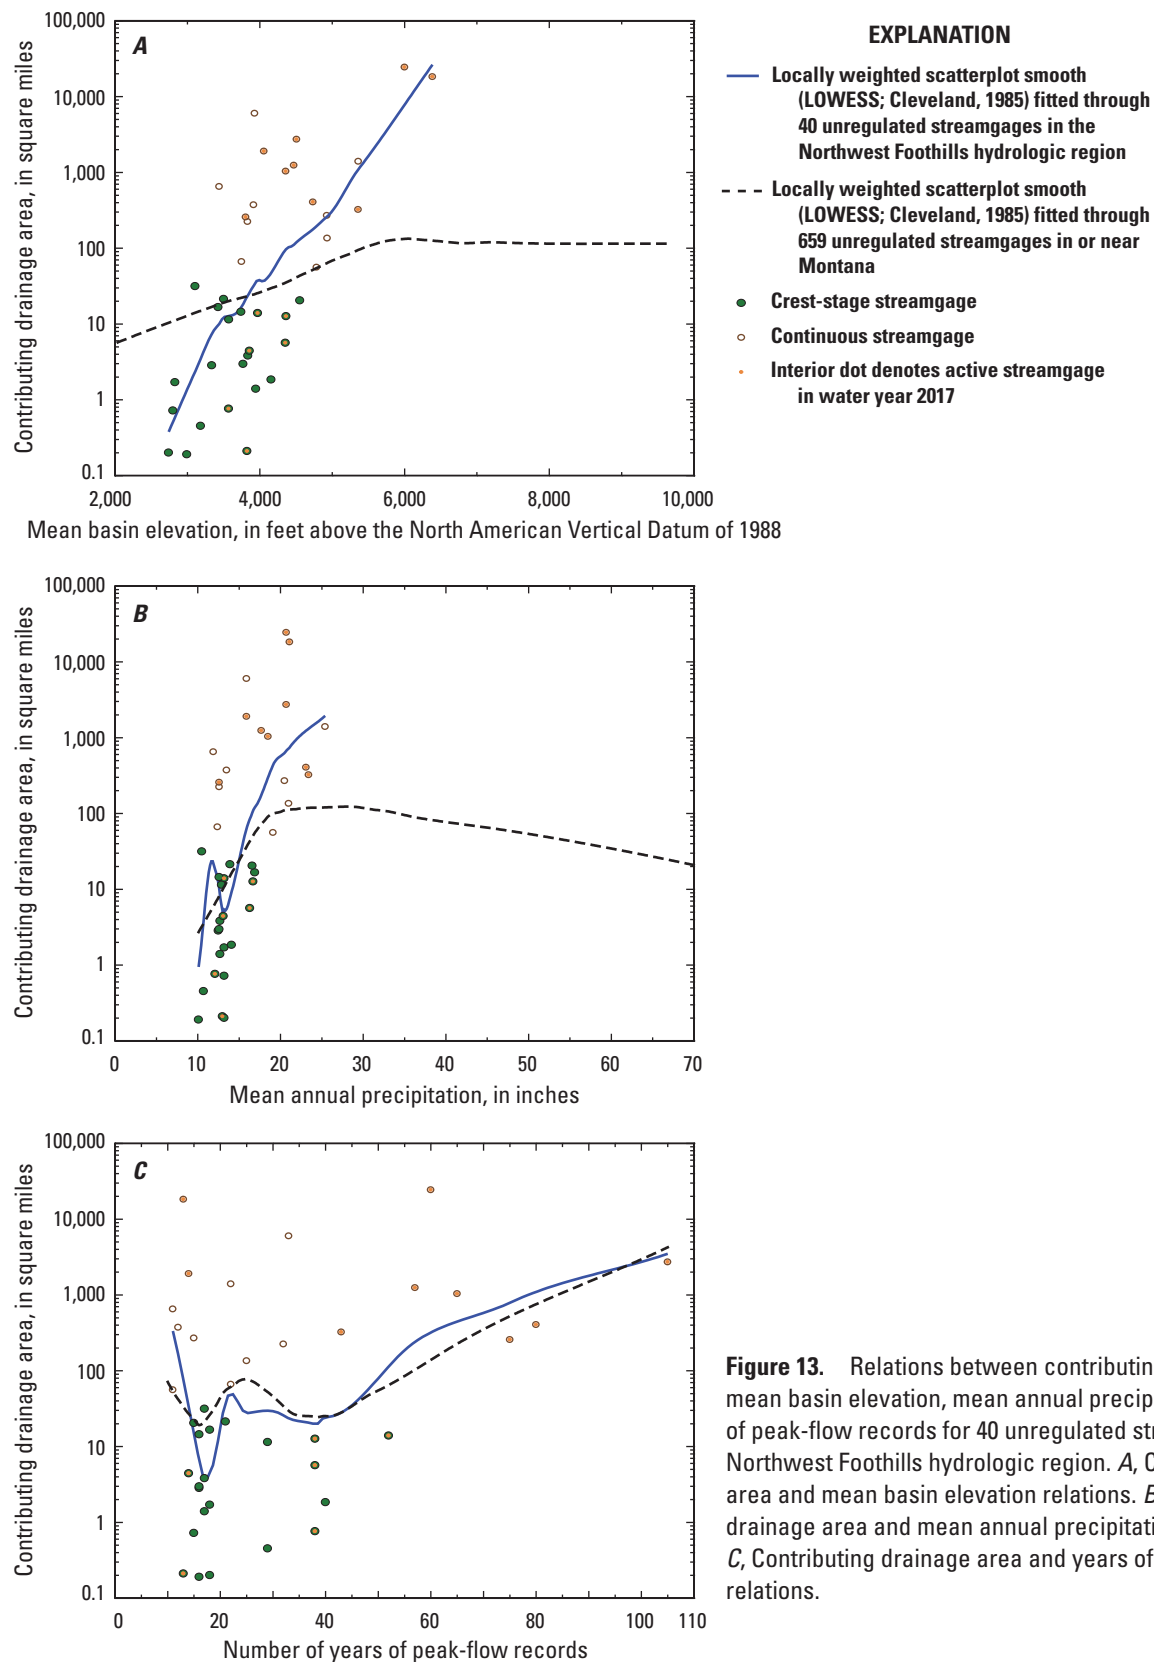 A
100,000
10,000
1,000
100
10
1
0.1
Contributing drainage area, in square miles
2,000 4,000 6,000 8,000 10,000
Mean basin elevation, in feet above the North American Vertical Datum of 1988
EXPLANATION
Locally weighted scatterplot smooth
(LOWESS; Cleveland, 1985) fitted through
40 unregulated streamgages in the
Northwest Foothills hydrologic region
Locally weighted scatterplot smooth
(LOWESS; Cleveland, 1985) fitted through
659 unregulated streamgages in or near
Montana
Crest-stage streamgage
Continuous streamgage
Interior dot denotes active streamgage
in water year 2017
B
100,000
10,000
1,000
100
10
1
0.1
Contributing drainage area, in square miles
0 10 20 30 40 50 60 70
Mean annual precipitation, in inches
C
100,000
10,000
1,000
100
10
1
0.1
Contributing drainage area, in square miles
0 20 40 60 80 100 110
Number of years of peak-flow records
Figure 13. Relations between contributin
mean basin elevation, mean annual precip
of peak-flow records for 40 unregulated st
Northwest Foothills hydrologic region. A, C
area and mean basin elevation relations. B
drainage area and mean annual precipitati
C, Contributing drainage area and years of
relations.